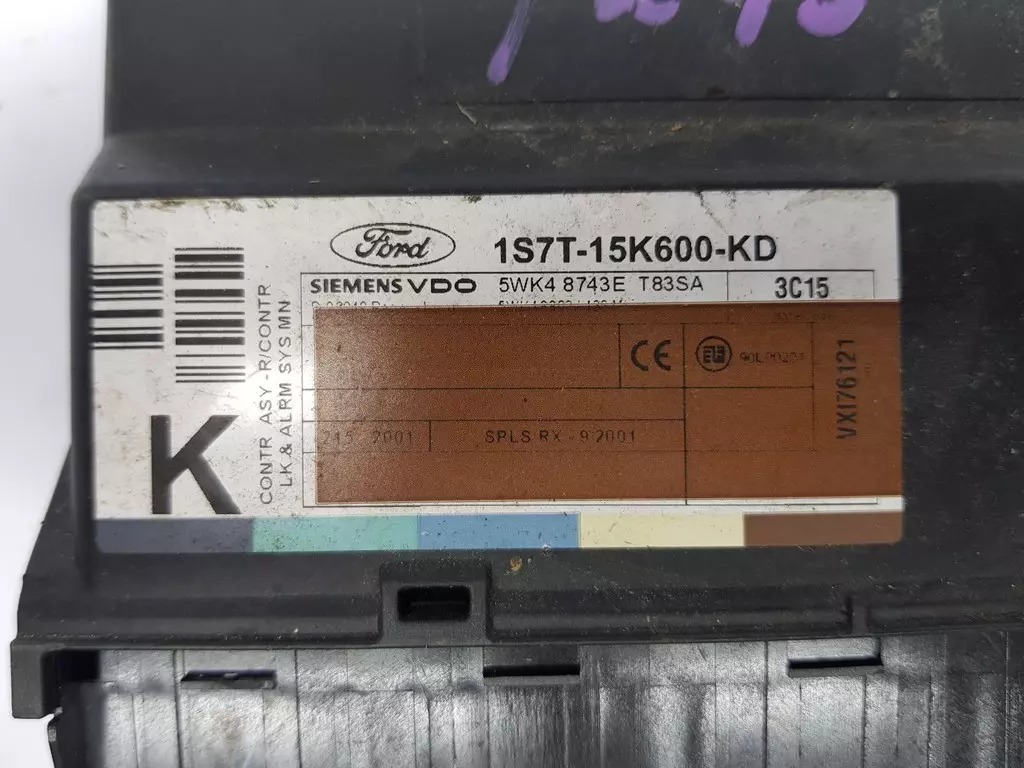 Ford
1S7T-15K600-KD
SIEMENS VDO 5WK4 8743E T83SA 3C15
CE
VXI76121
215 2001 SPLS RX - 9 2001
CONTR ASY - R/CONTR
LK & ALRM SYS.MN
K